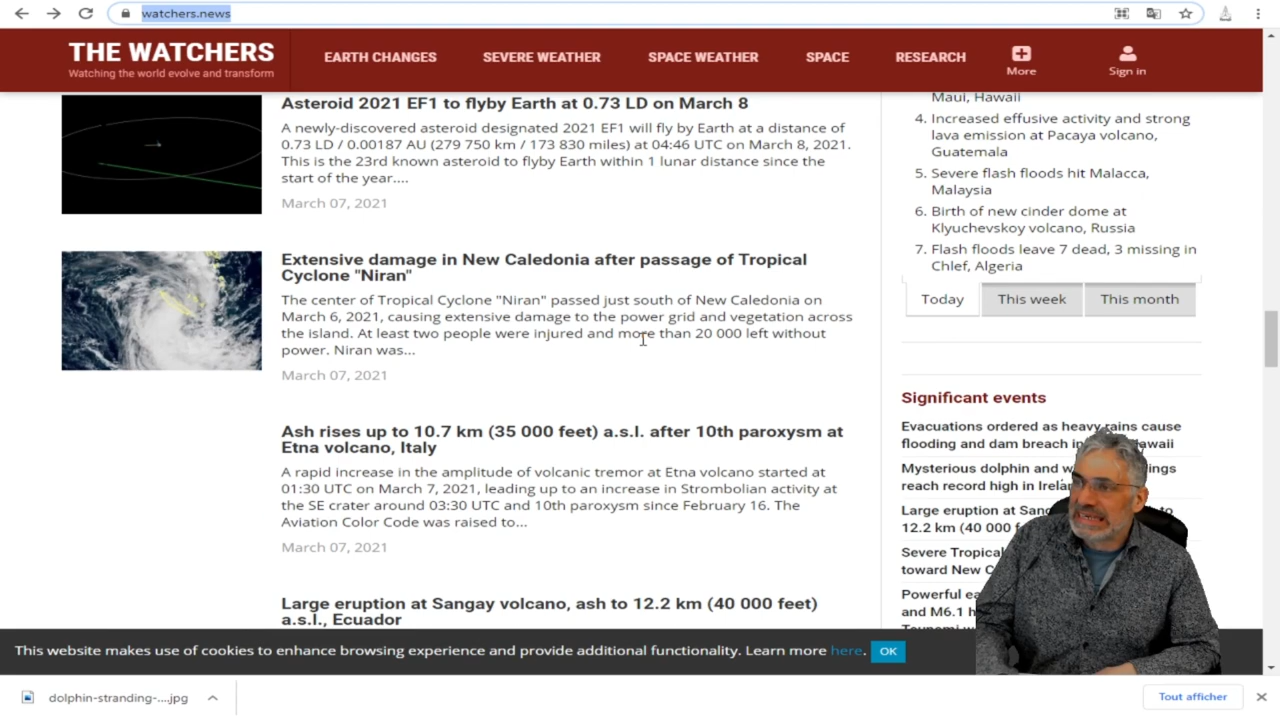 watchers.news
THE WATCHERS
Watching the world evolve and transform
EARTH CHANGES
SEVERE WEATHER
SPACE WEATHER
SPACE
RESEARCH
More
Sign in
Asteroid 2021 EF1 to flyby Earth at 0.73 LD on March 8
A newly-discovered asteroid designated 2021 EF1 will fly by Earth at a distance of
0.73 LD / 0.00187 AU (279 750 km / 173 830 miles) at 04:46 UTC on March 8, 2021.
This is the 23rd known asteroid to flyby Earth within 1 lunar distance since the
start of the year....
March 07, 2021
Extensive damage in New Caledonia after passage of Tropical
Cyclone "Niran"
The center of Tropical Cyclone "Niran" passed just south of New Caledonia on
March 6, 2021, causing extensive damage to the power grid and vegetation across
the island. At least two people were injured and more than 20 000 left without
power. Niran was...
March 07, 2021
Ash rises up to 10.7 km (35 000 feet) a.s.l. after 10th paroxysm at
Etna volcano, Italy
A rapid increase in the amplitude of volcanic tremor at Etna volcano started at
01:30 UTC on March 7, 2021, leading up to an increase in Strombolian activity at
the SE crater around 03:30 UTC and 10th paroxysm since February 16. The
Aviation Color Code was raised to...
March 07, 2021
Large eruption at Sangay volcano, ash to 12.2 km (40 000 feet)
a.s.l., Ecuador
Maui, Hawaii
4. Increased effusive activity and strong
lava emission at Pacaya volcano,
Guatemala
5. Severe flash floods hit Malacca,
Malaysia
6. Birth of new cinder dome at
Klyuchevskoy volcano, Russia
7. Flash floods leave 7 dead, 3 missing in
Chlef, Algeria
Today
This week
This month
Significant events
Evacuations ordered as heavy rains cause
flooding and dam breach in
Mysterious dolphin and
reach record high in
Large eruption at to
12.2 km (40 000
Severe Tropical
toward New
Powerful
and M6.1
This website makes use of cookies to enhance browsing experience and provide additional functionality. Learn more here.
OK
dolphin-stranding-....jpg
Tout afficher